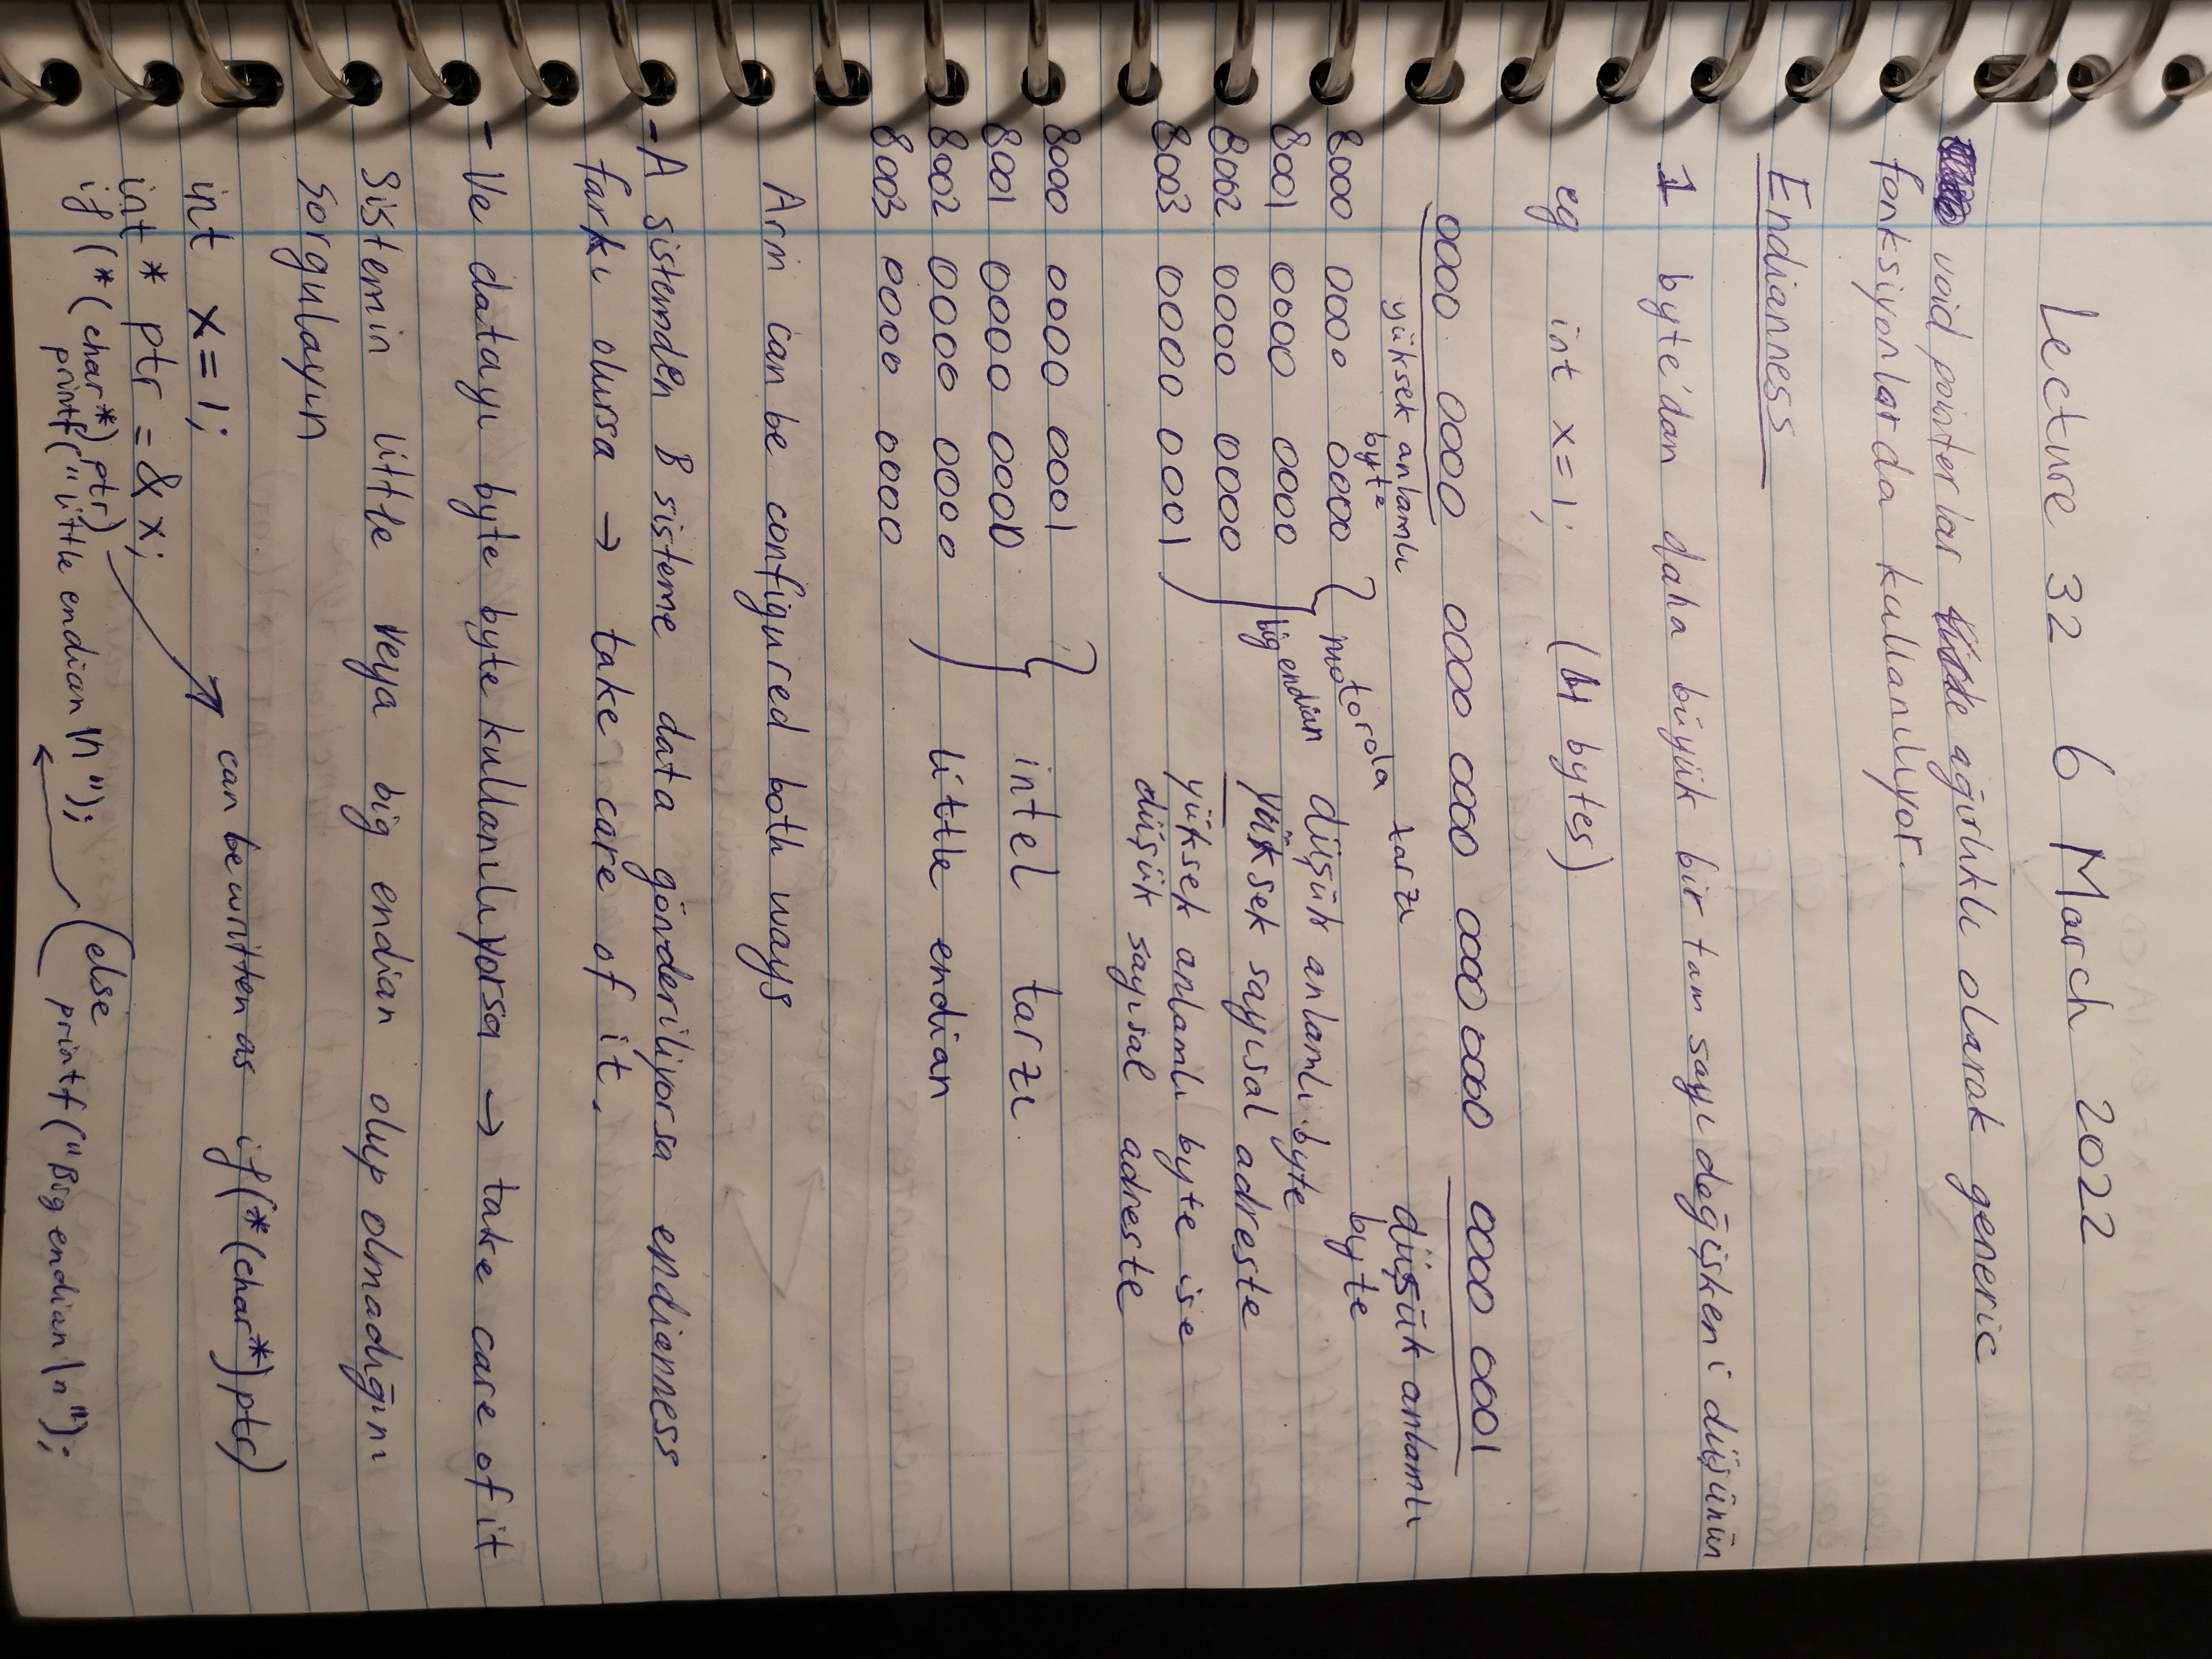 Lecture 32 6 March 2022
void pointerlar ağırlıklı olarak generic
fonksiyonlarda kullanılıyor.
Endianness
1 byte'dan daha büyük bir tam sayı değişkeni düşünün
eg int x=1; (4 bytes)
0000 0000 0000 0000 0000 0000 0000 0001
yüksek anlamlı byte
düşük anlamlı byte
8000 0000 0000
8001 0000 0000
8002 0000 0000
8003 0000 0001
motorola tarzı
big endian
düşük anlamlı byte
yüksek sayısal adreste
yüksek anlamlı byte ise
düşük sayısal adreste
8000 0000 0001
8001 0000 0000
8002 0000 0000
8003 0000 0000
intel tarzı
little endian
Arm can be configured both ways
-A sistemden B sisteme data gönderiliyorsa endianness
farkı olursa → take care of it.
- Ve datayı byte byte kullanılıyorsa → take care of it
Sistemin little veya big endian olup olmadığını
sorgulayın
can be written as if(*(char*)ptr)
int x=1;
int* ptr = &x;
if (*(char*)ptr)
printf("little endian\n");
else
printf("Big endian\n");